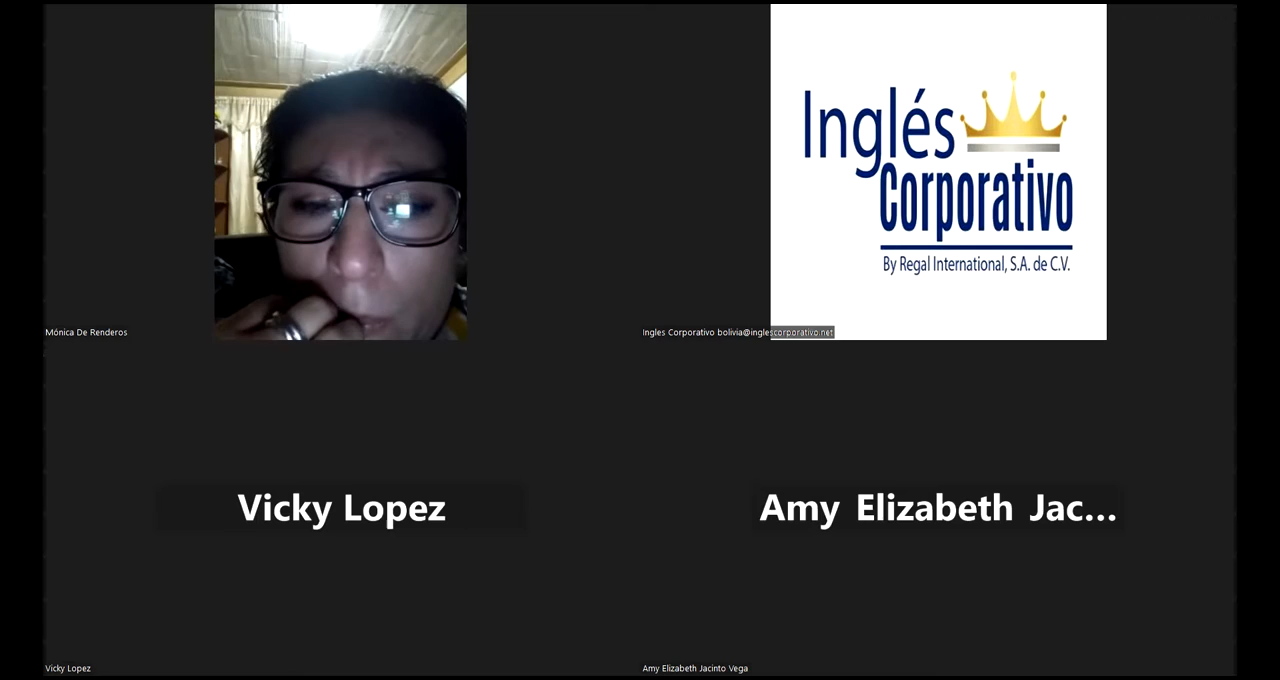 Inglés
Corporativo
By Regal International, S.A. de C.V.
Mónica De Renderos
Ingles Corporativo bolivia@inglescorporativo.net
Vicky Lopez
Amy Elizabeth Jac...
Vicky Lopez
Amy Elizabeth Jacinto Vega